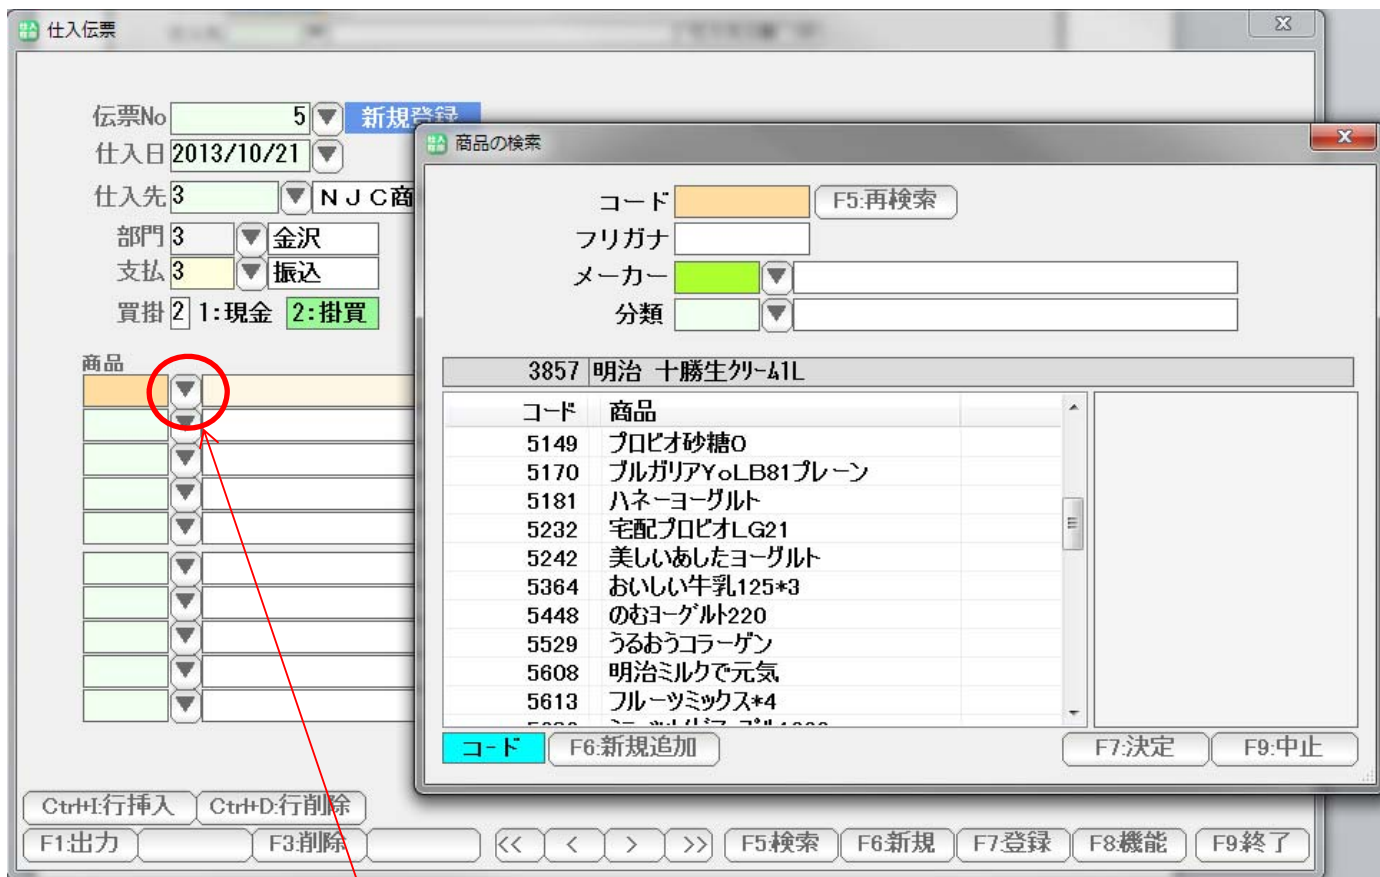 仕入伝票
伝票No 5 新規登録
仕入日 2013/10/21
仕入先 3 NJC商
部門 3 金沢
支払 3 振込
買掛 2 1:現金 2:掛買
商品
商品の検索
コード F5:再検索
フリガナ
メーカー
分類
3857 明治 十勝生クリーム1L
コード 商品
5149 プロビオ砂糖O
5170 ブルガリアYoLB81プレーン
5181 ハネーヨーグルト
5232 宅配プロビオLG21
5242 美しいあしたヨーグルト
5364 おいしい牛乳125*3
5448 のむヨーグルト220
5529 うるおうコラーゲン
5608 明治ミルクで元気
5613 フルーツミックス*4
コード F6:新規追加 F7:決定 F9:中止
Ctrl+I:行挿入 Ctrl+D:行削除
F1:出力 F3:削除 << < > >> F5:検索 F6:新規 F7:登録 F8:機能 F9:終了